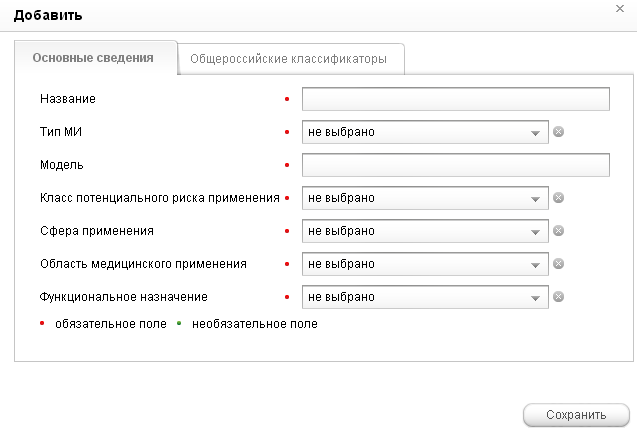 Добавить
Основные сведения
Общероссийские классификаторы
Название
Тип МИ не выбрано
Модель
Класс потенциального риска применения не выбрано
Сфера применения не выбрано
Область медицинского применения не выбрано
Функциональное назначение не выбрано
обязательное поле необязательное поле
Сохранить